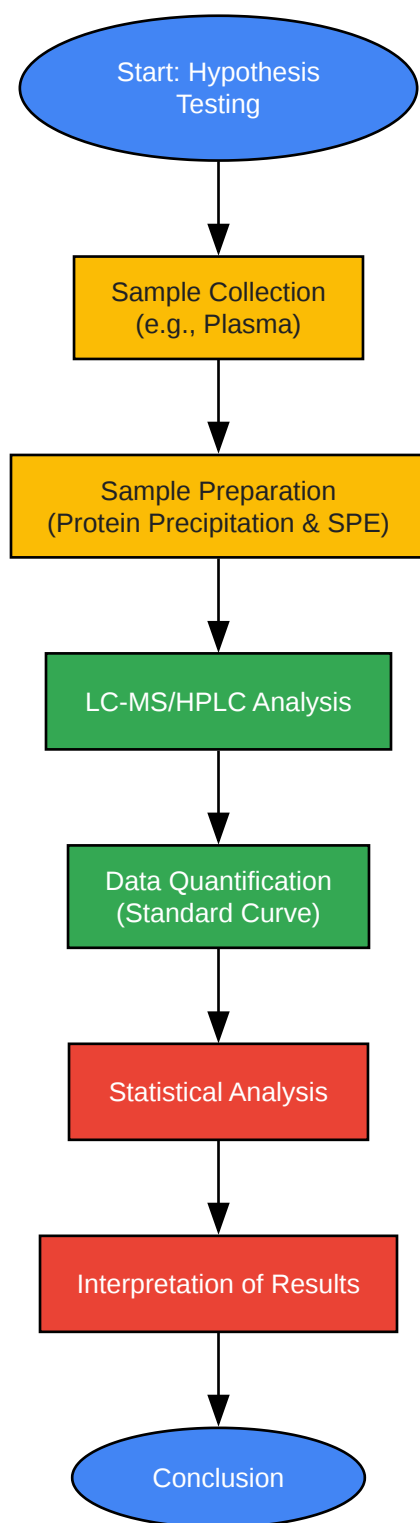 Start: Hypothesis
Testing
Sample Collection
(e.g., Plasma)
Sample Preparation
(Protein Precipitation & SPE)
LC-MS/HPLC Analysis
Data Quantification
(Standard Curve)
Statistical Analysis
Interpretation of Results
Conclusion